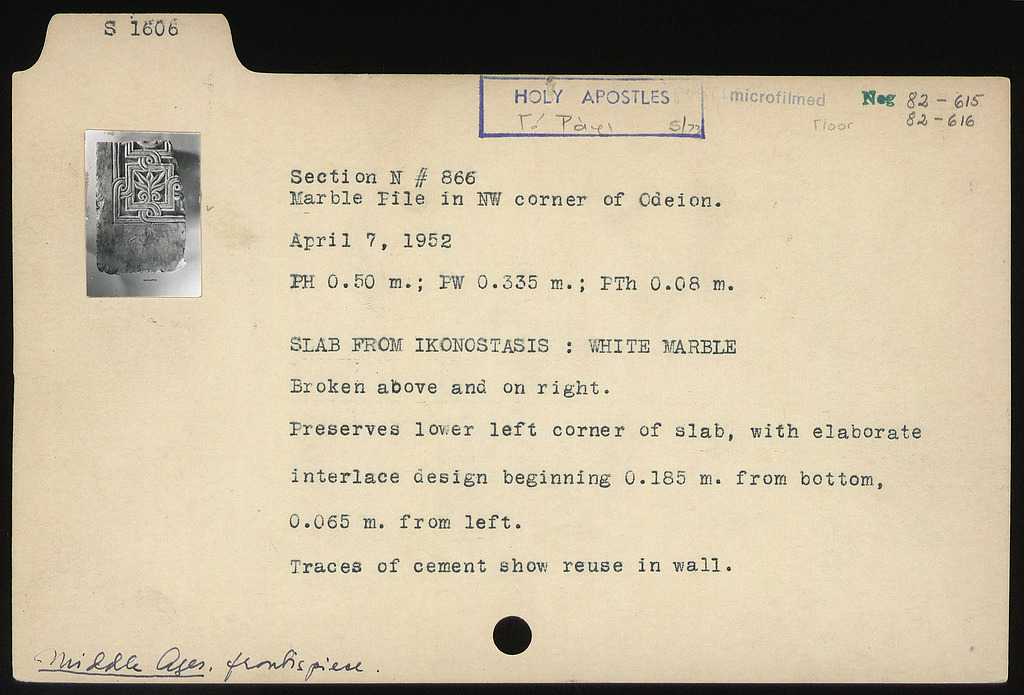 S 1606
HOLY APOSTLES
Γ' Ράφι 5/73
microfilmed
Neg 82-615
82-616
Floor
Section N # 866
Marble Pile in NW corner of Odeion.
April 7, 1952
PH 0.50 m.; PW 0.335 m.; PTh 0.08 m.
SLAB FROM IKONOSTASIS : WHITE MARBLE
Broken above and on right.
Preserves lower left corner of slab, with elaborate
interlace design beginning 0.185 m. from bottom,
0.065 m. from left.
Traces of cement show reuse in wall.
Middle Ages, frontispiece.